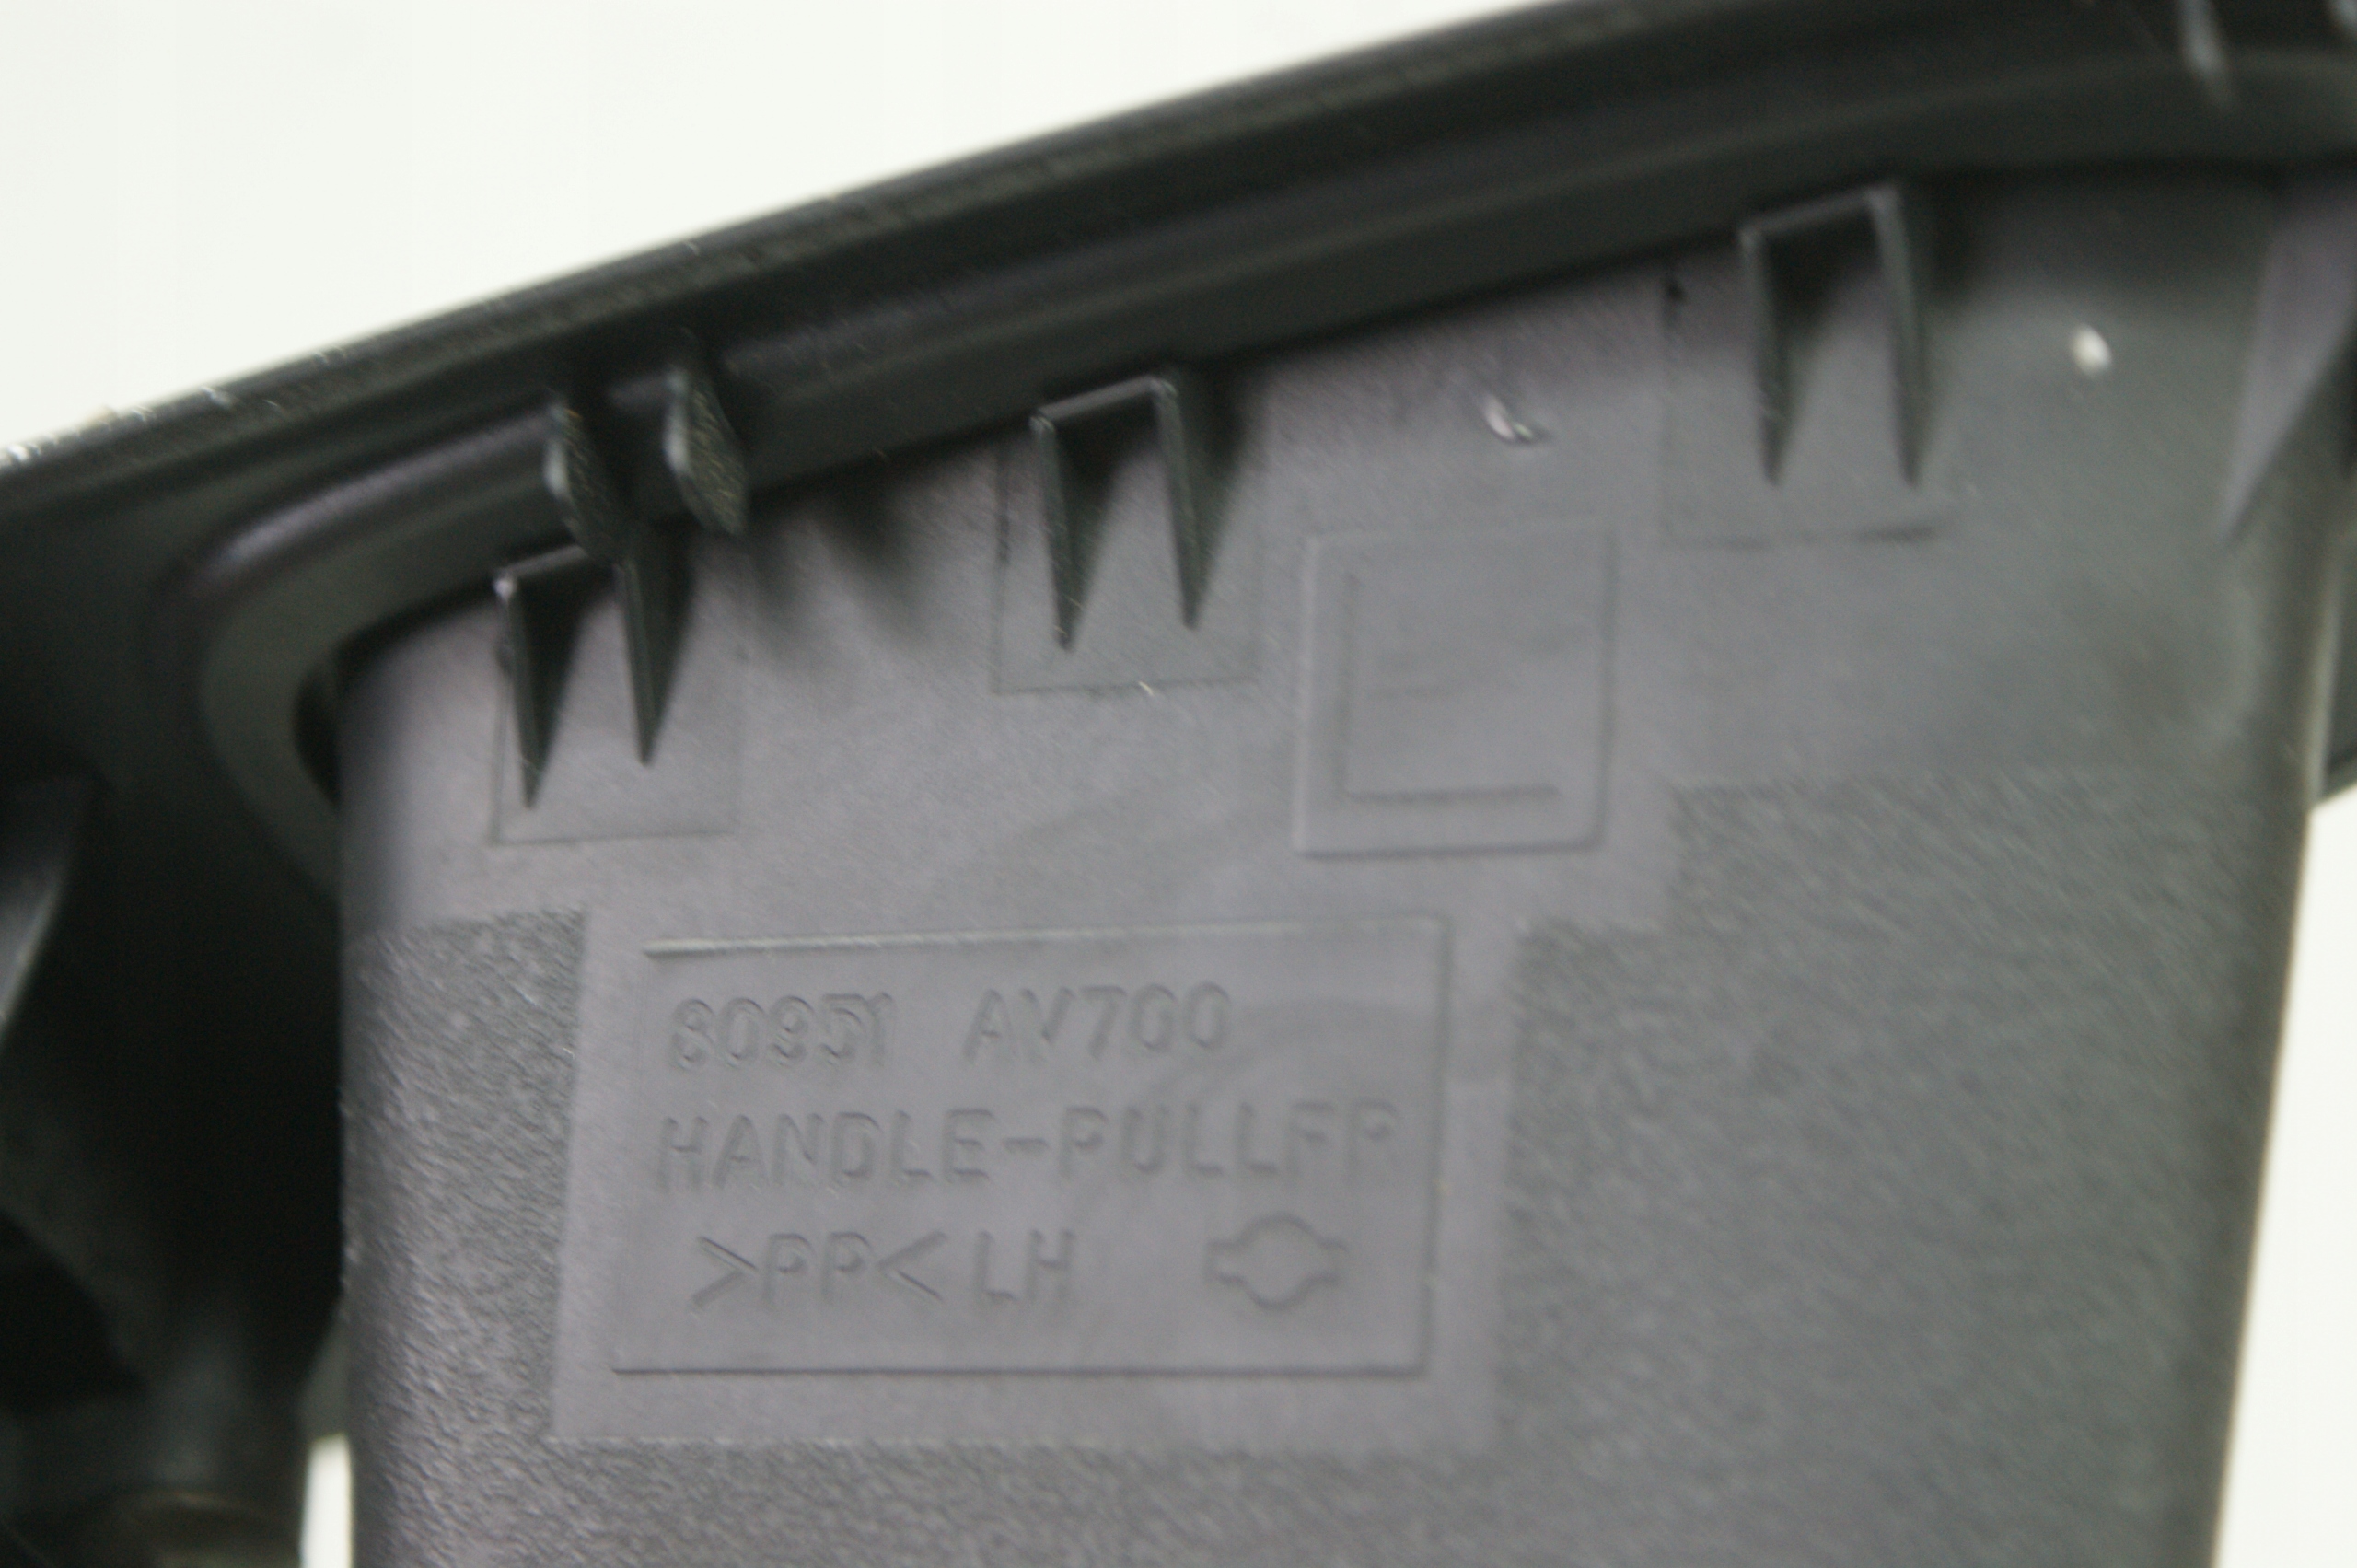 L
80951 AV700
HANDLE-PULLFR
>PP< LH